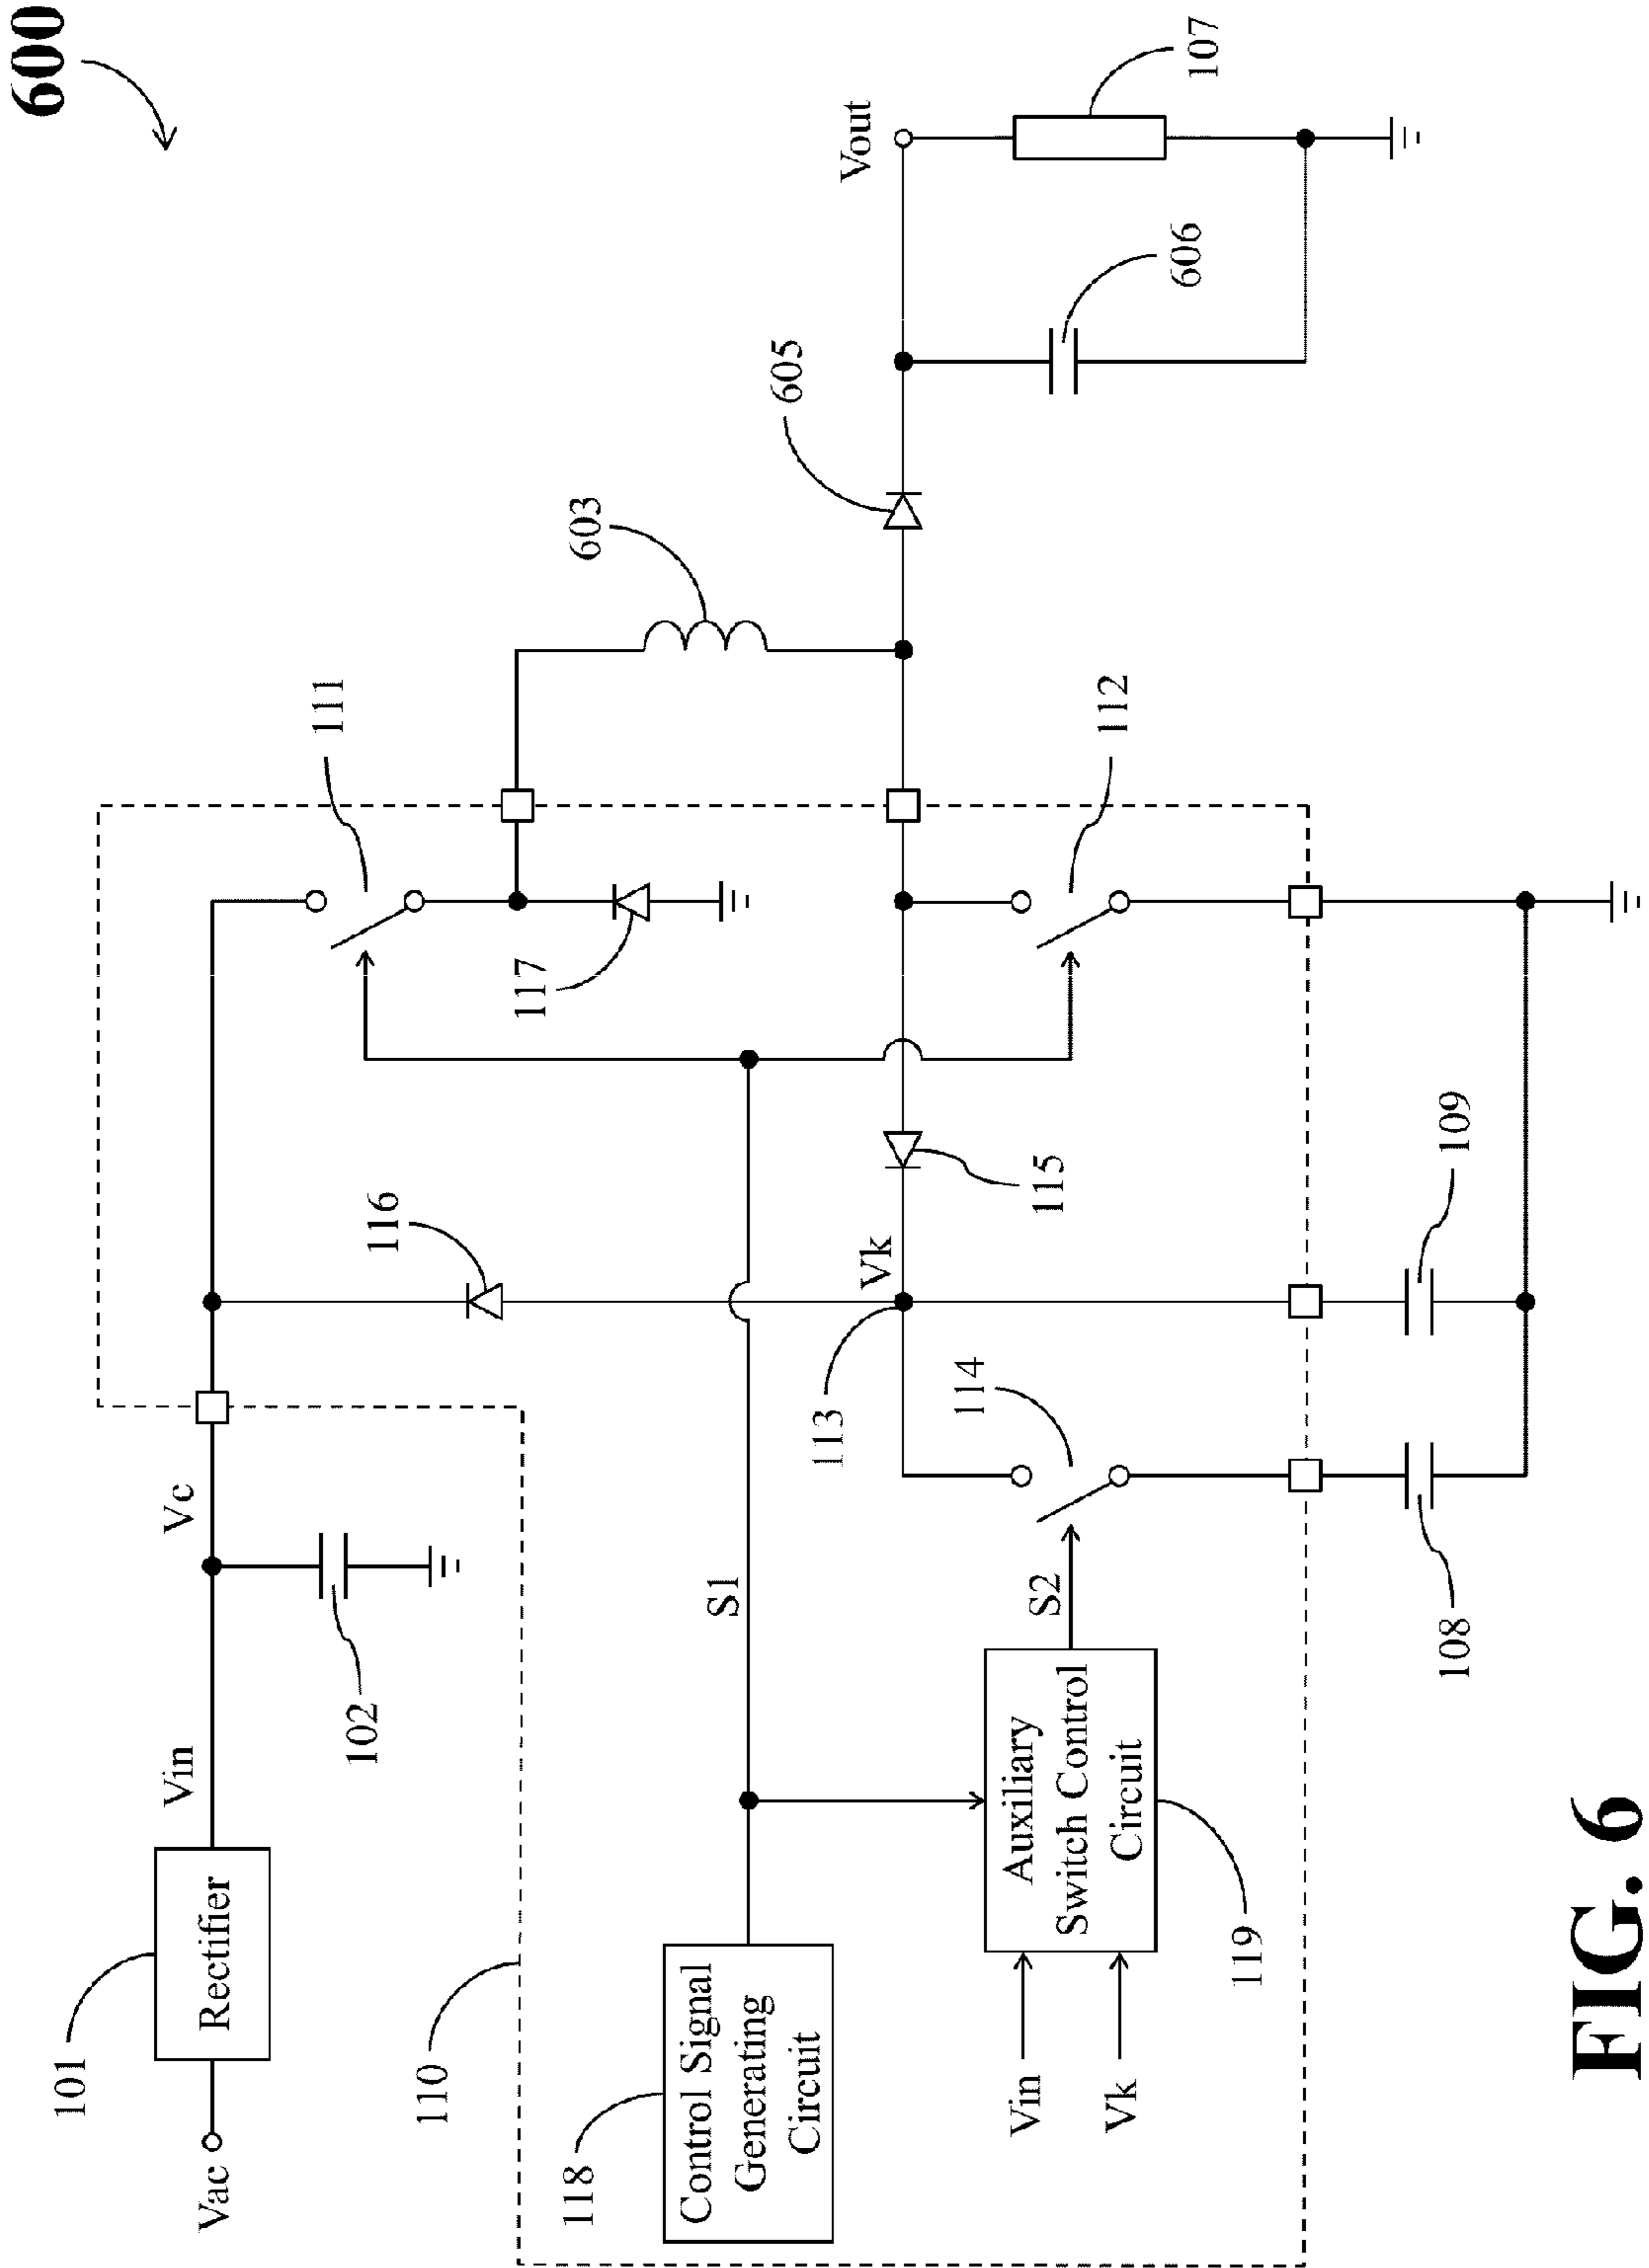 600
Vac
101
Rectifier
Vin
102
Vc
110
116
111
117
603
605
Vout
606
107
118
Control Signal
Generating
Circuit
S1
Vin
Vk
Auxiliary
Switch Control
Circuit
119
S2
114
113
Vk
115
112
108
109
FIG. 6